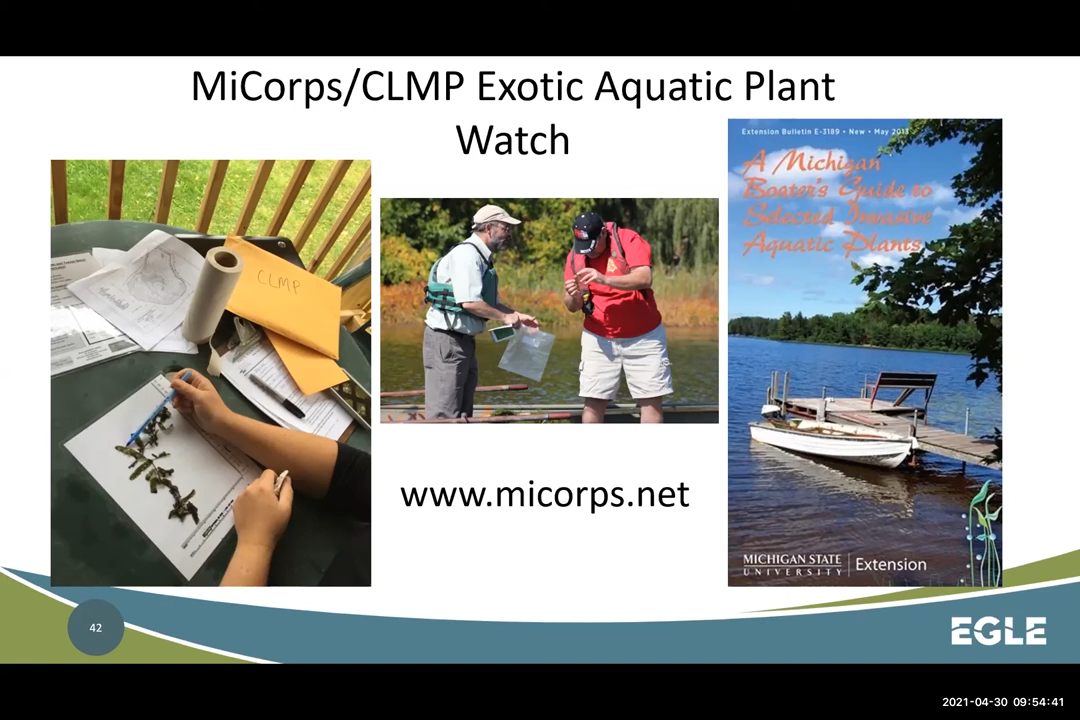 MiCorps/CLMP Exotic Aquatic Plant
Watch
CLMP
www.micorps.net
Extension Bulletin E-3189 • New • May 2013
A Michigan
Boater's Guide to
Selected Invasive
Aquatic Plants
MICHIGAN STATE
UNIVERSITY
Extension
42
EGLE
2021-04-30 09:54:41